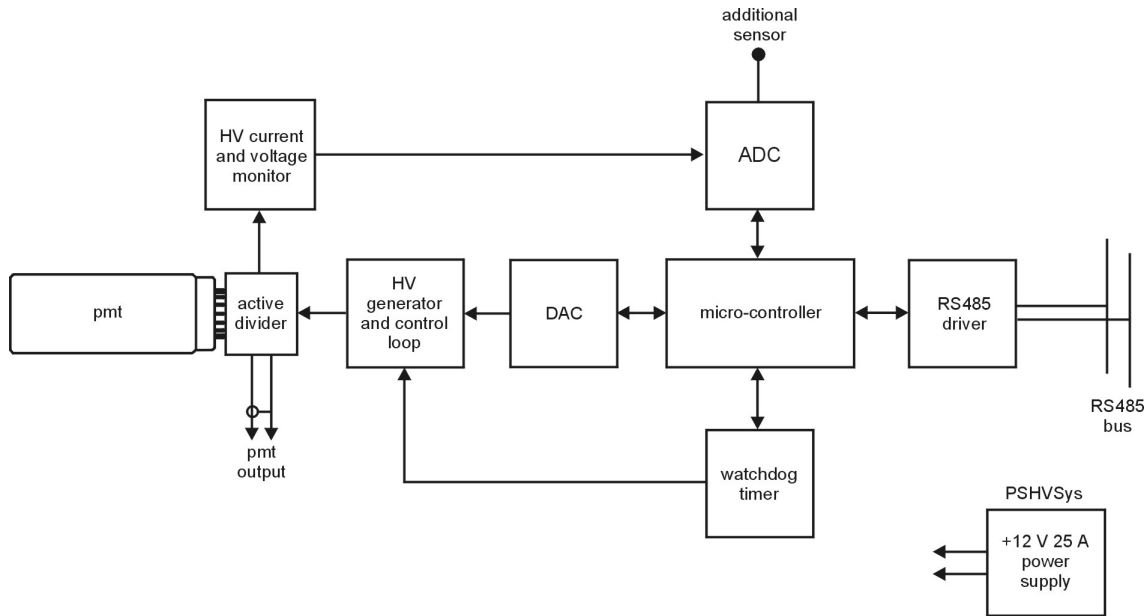 additional
sensor
HV current
and voltage
monitor
ADC
pmt
active
divider
HV
generator
and control
loop
DAC
micro-controller
RS485
driver
RS485
bus
pmt
output
watchdog
timer
PSHVSys
+12 V 25 A
power
supply